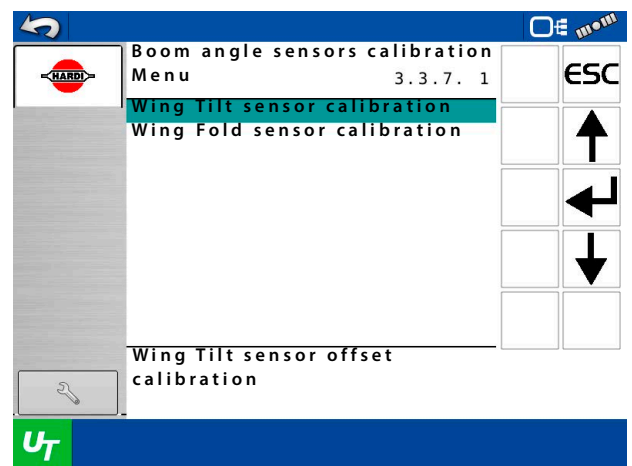 Boom angle sensors calibration
HARDI
Menu 3.3.7. 1
ESC
Wing Tilt sensor calibration
Wing Fold sensor calibration
Wing Tilt sensor offset
calibration
UT